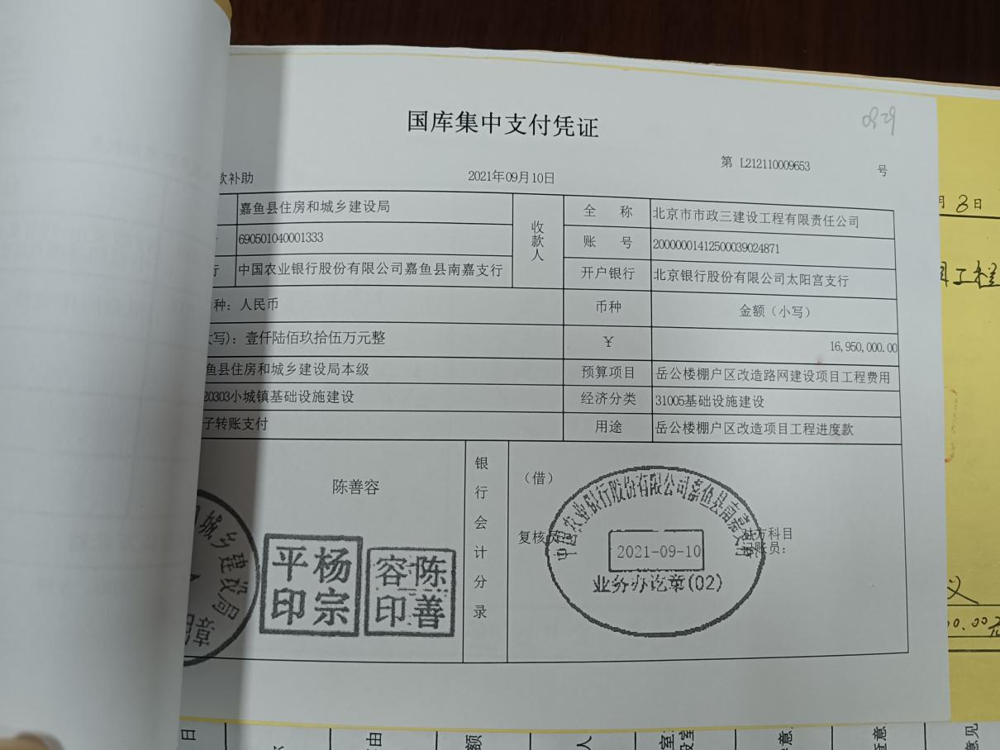 国库集中支付凭证
第 L212110009653 号
款补助
2021年09月10日
嘉鱼县住房和城乡建设局
收款人
全 称
北京市市政三建设工程有限责任公司
690501040001333
账 号
20000001412500039024871
行
中国农业银行股份有限公司嘉鱼县南嘉支行
开户银行
北京银行股份有限公司太阳宫支行
种：人民币
币种
金额（小写）
大写)：壹仟陆佰玖拾伍万元整
￥
16,950,000.00
鱼县住房和城乡建设局本级
预算项目
岳公楼棚户区改造路网建设项目工程费用
20303小城镇基础设施建设
经济分类
31005基础设施建设
子转账支付
用途
岳公楼棚户区改造项目工程进度款
陈善容
银行会计分录
（借）
复核员
对方科目
记账员：
中国农业银行股份有限公司嘉鱼县南嘉支行
2021-09-10
业务办讫章(02)
城乡建设局
章
杨宗平印
陈善容印
月 8 日
工程
00.00元
日
由
额
人
室
意
意
意见